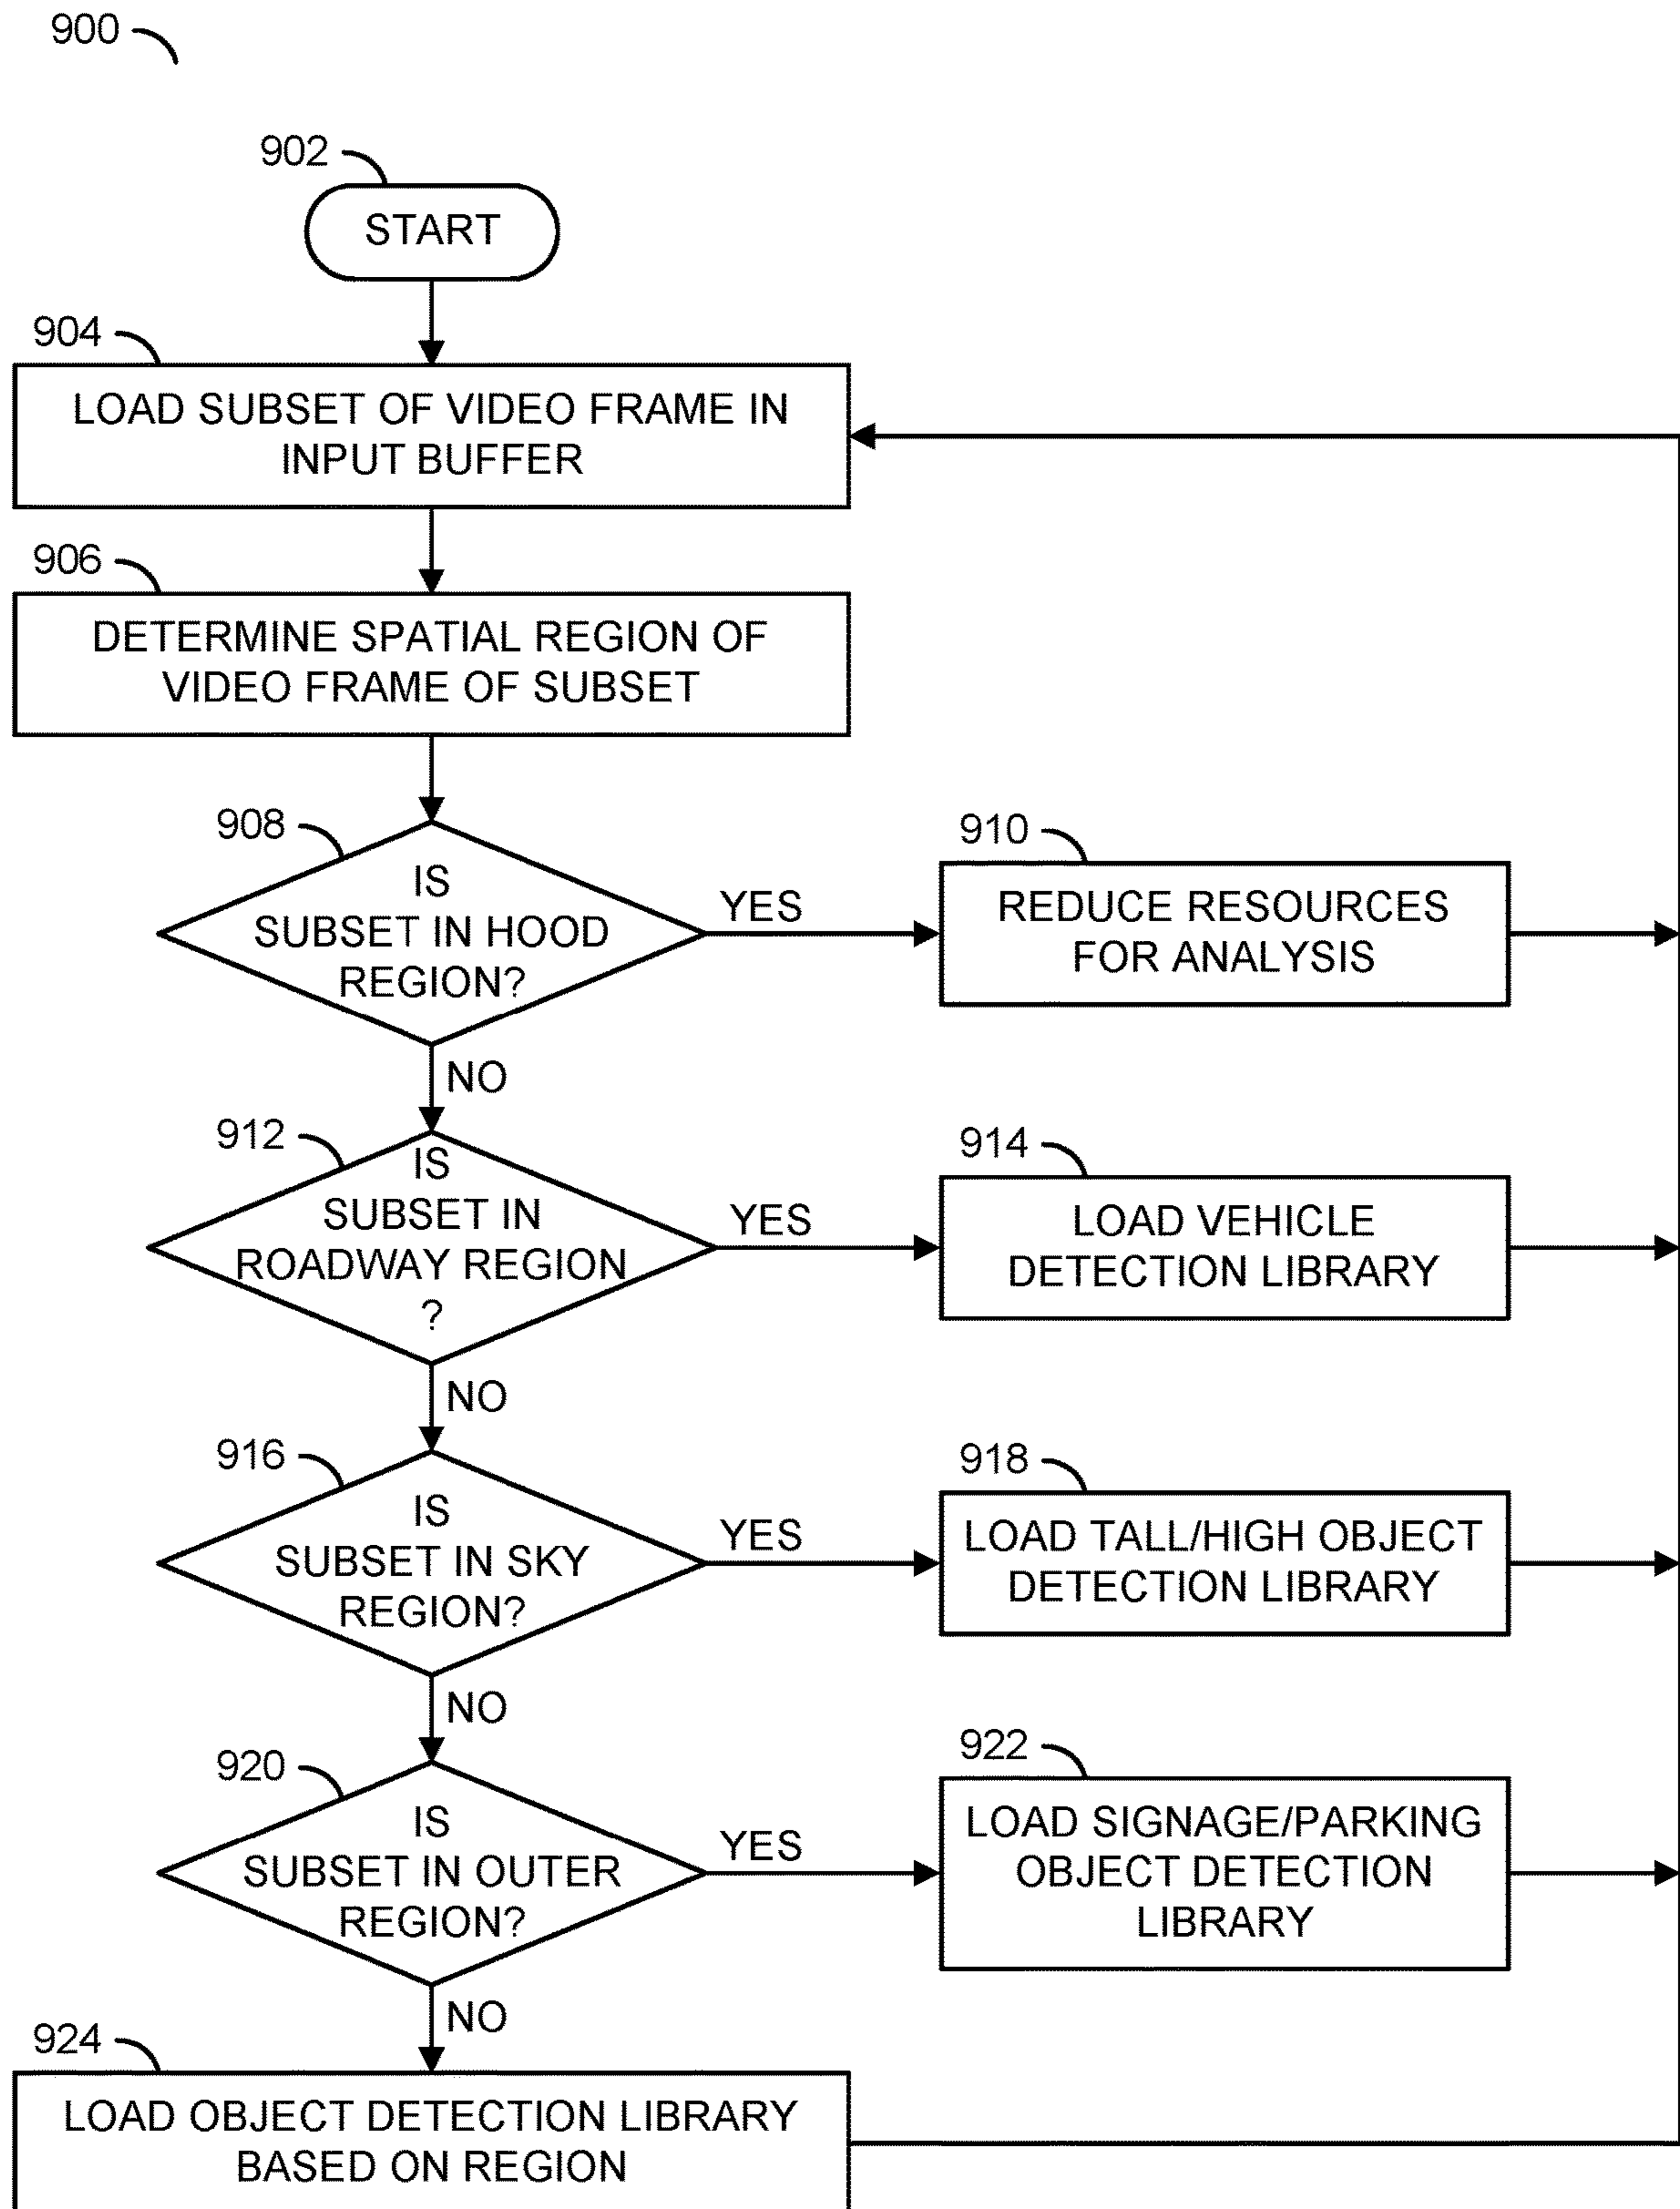 900
902
START
904
LOAD SUBSET OF VIDEO FRAME IN
INPUT BUFFER
906
DETERMINE SPATIAL REGION OF
VIDEO FRAME OF SUBSET
908
IS
SUBSET IN HOOD
REGION?
YES
910
REDUCE RESOURCES
FOR ANALYSIS
NO
912
IS
SUBSET IN
ROADWAY REGION
?
YES
914
LOAD VEHICLE
DETECTION LIBRARY
NO
916
IS
SUBSET IN SKY
REGION?
YES
918
LOAD TALL/HIGH OBJECT
DETECTION LIBRARY
NO
920
IS
SUBSET IN OUTER
REGION?
YES
922
LOAD SIGNAGE/PARKING
OBJECT DETECTION
LIBRARY
NO
924
LOAD OBJECT DETECTION LIBRARY
BASED ON REGION